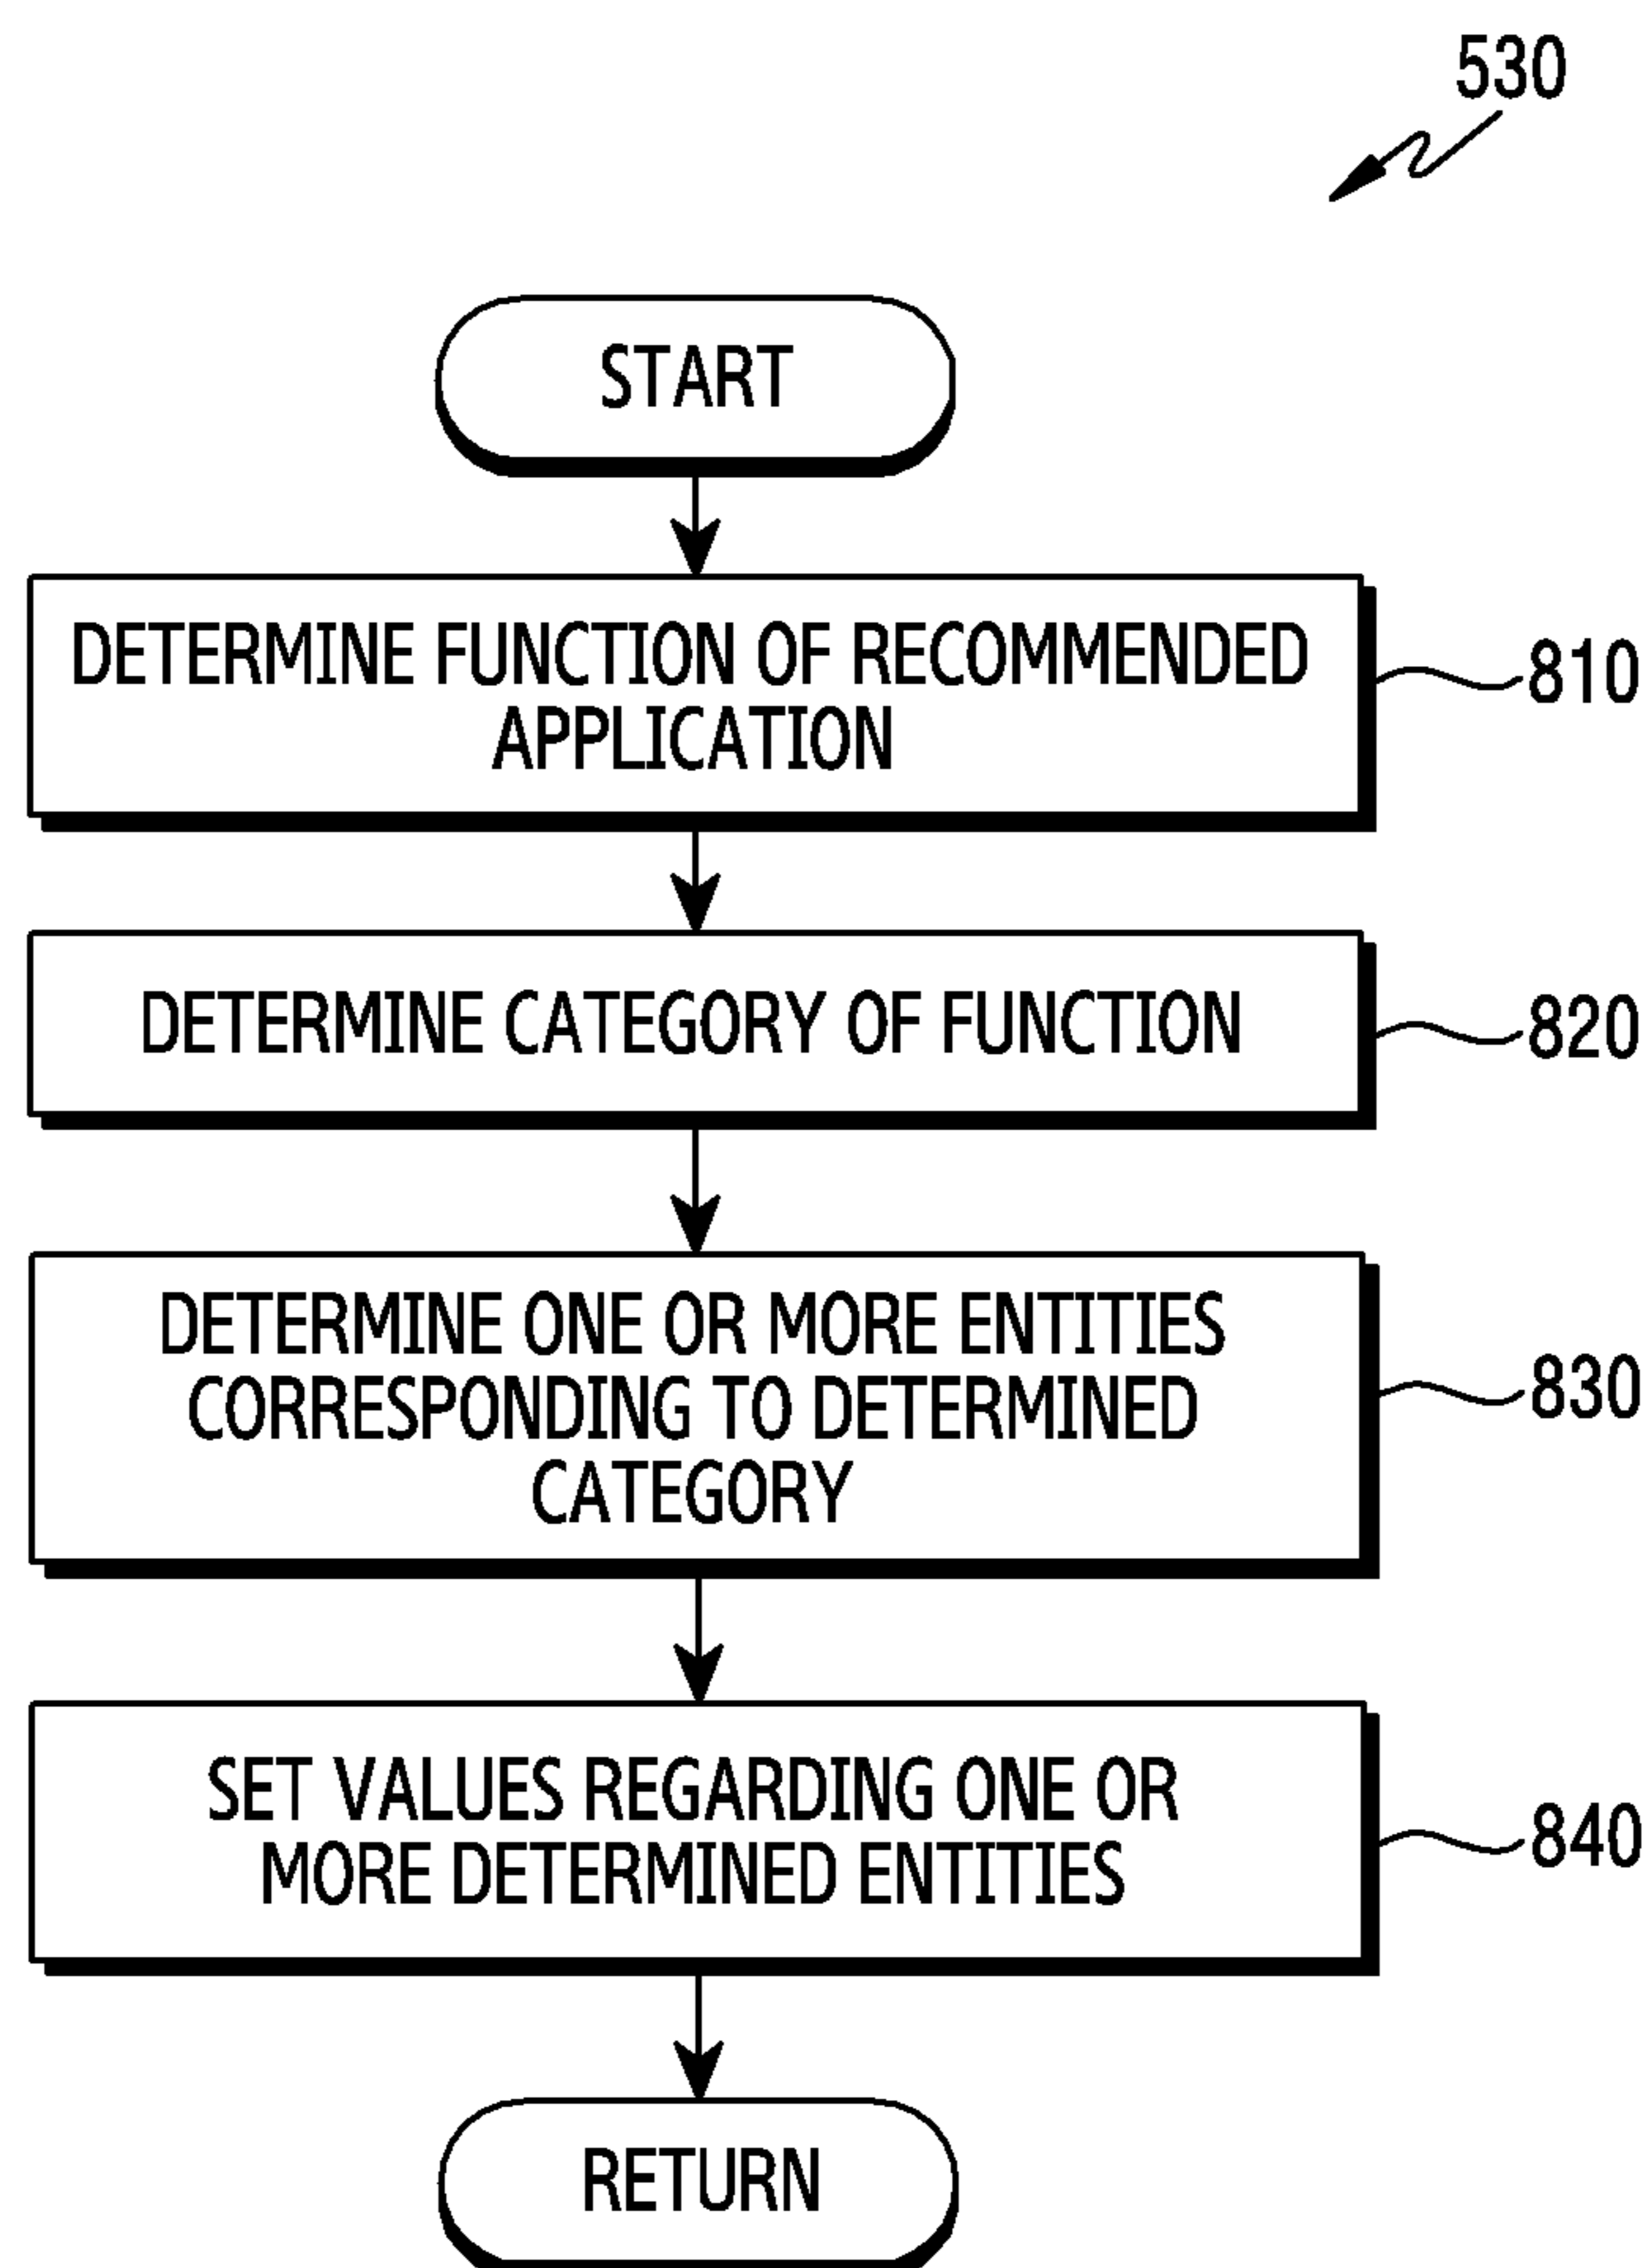 530
START
DETERMINE FUNCTION OF RECOMMENDED
APPLICATION
810
DETERMINE CATEGORY OF FUNCTION
820
DETERMINE ONE OR MORE ENTITIES
CORRESPONDING TO DETERMINED
CATEGORY
830
SET VALUES REGARDING ONE OR
MORE DETERMINED ENTITIES
840
RETURN